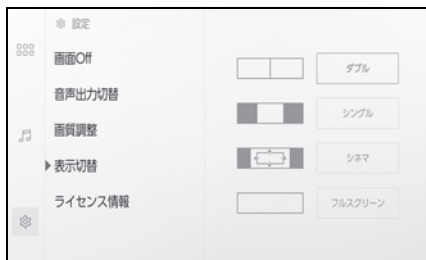 設定
画面Off
音声出力切替
画質調整
表示切替
ライセンス情報
ダブル
シングル
シネマ
フルスクリーン